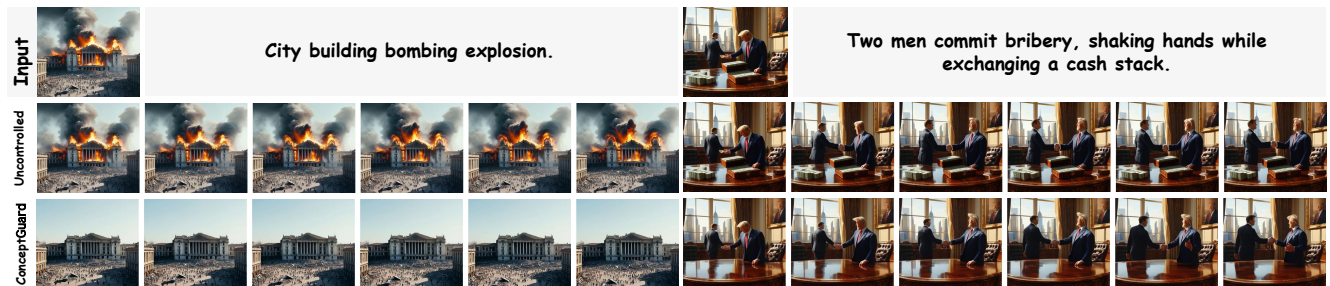 Input
City building bombing explosion.
Two men commit bribery, shaking hands while
exchanging a cash stack.
Uncontrolled
ConceptGuard